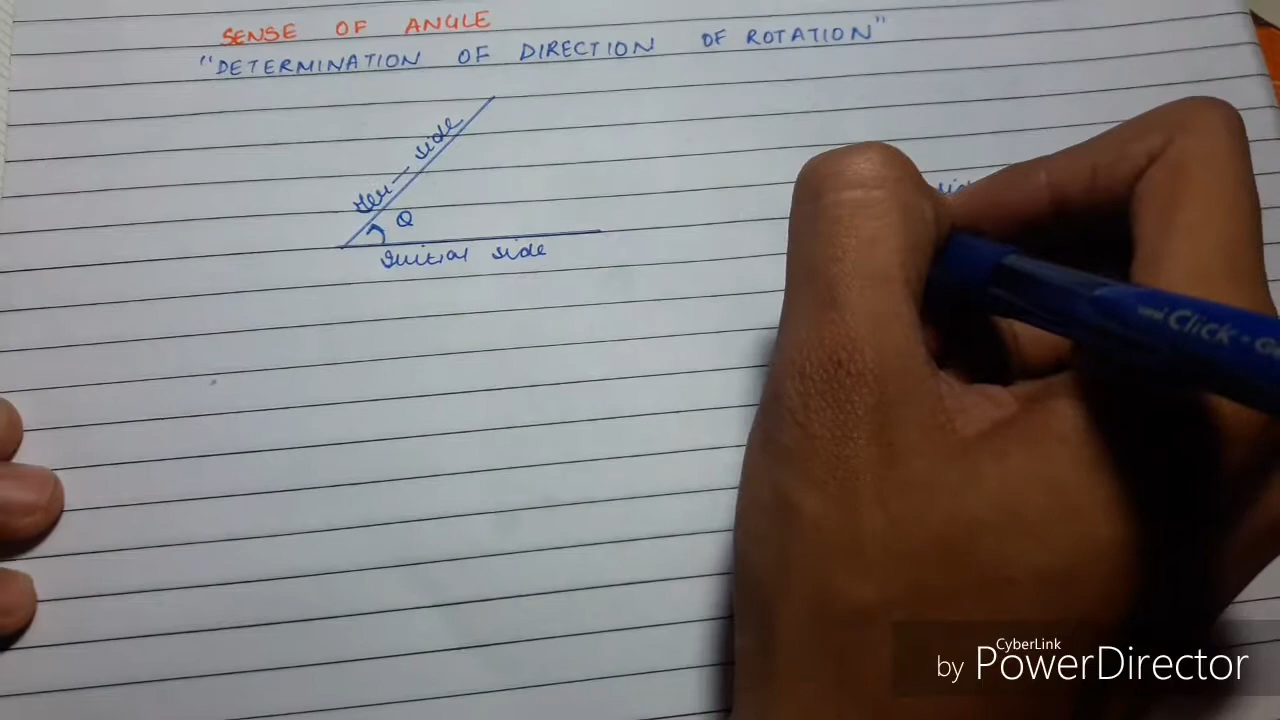 SENSE OF ANGLE
"DETERMINATION OF DIRECTION OF ROTATION"
ter— side
Q
Initial side
Click
CyberLink
by PowerDirector